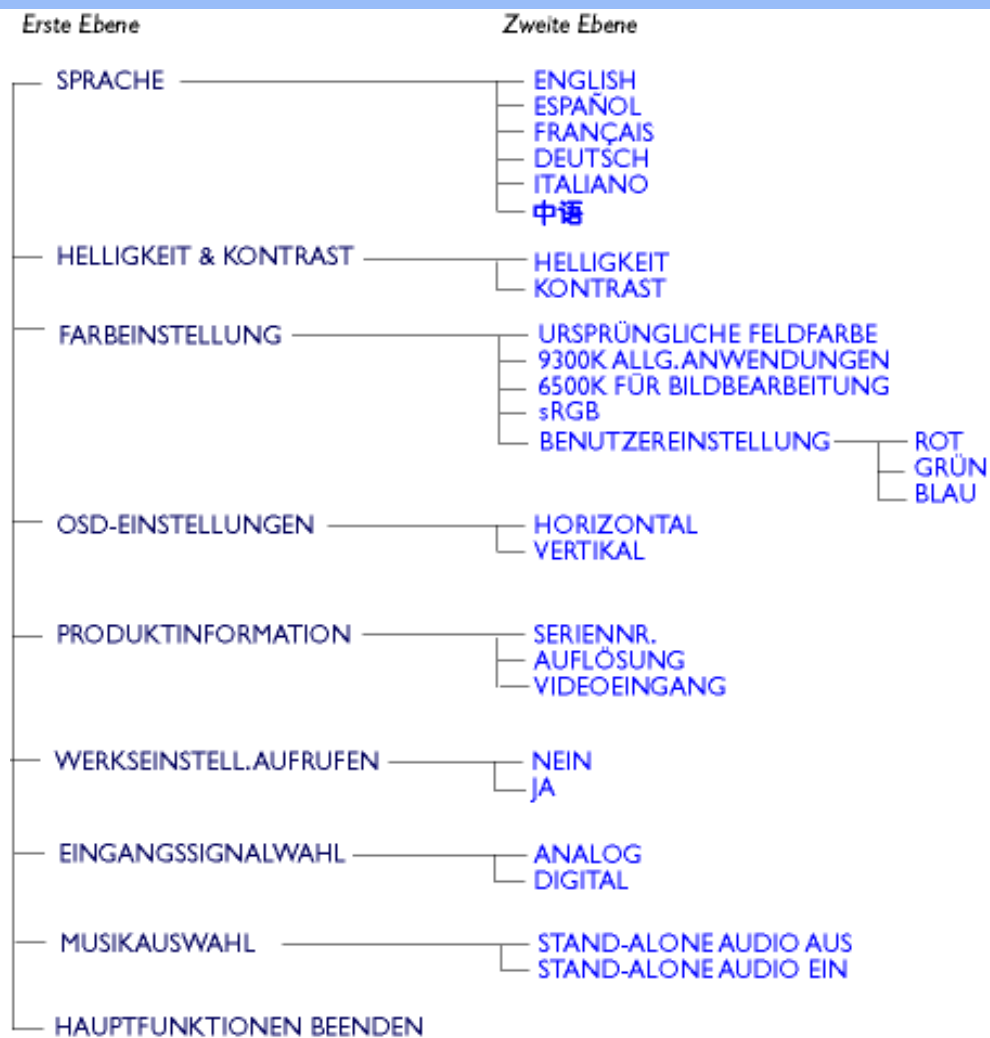 Erste Ebene Zweite Ebene
SPRACHE ENGLISH
ESPAÑOL
FRANÇAIS
DEUTSCH
ITALIANO
中语
HELLIGKEIT & KONTRAST HELLIGKEIT
KONTRAST
FARBEINSTELLUNG URSPRÜNGLICHE FELDFARBE
9300K ALLG.ANWENDUNGEN
6500K FÜR BILDBEARBEITUNG
sRGB
BENUTZEREINSTELLUNG ROT
GRÜN
BLAU
OSD-EINSTELLUNGEN HORIZONTAL
VERTIKAL
PRODUKTINFORMATION SERIENNR.
AUFLÖSUNG
VIDEOEINGANG
WERKSEINSTELL.AUFRUFEN NEIN
JA
EINGANGSSIGNALWAHL ANALOG
DIGITAL
MUSIKAUSWAHL STAND-ALONE AUDIO AUS
STAND-ALONE AUDIO EIN
HAUPTFUNKTIONEN BEENDEN